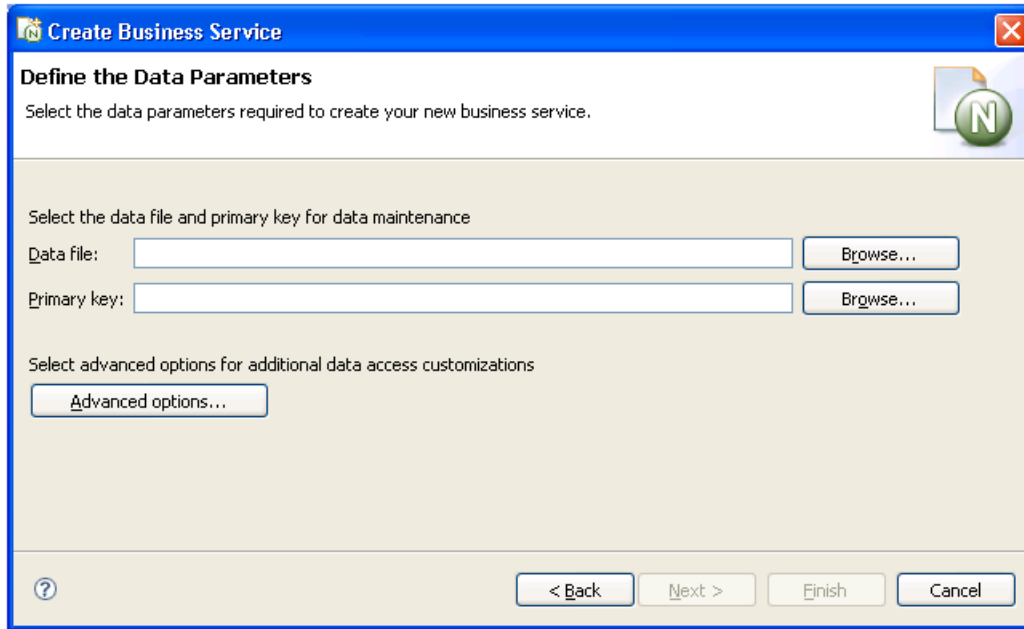 Create Business Service
Define the Data Parameters
Select the data parameters required to create your new business service.
N
Select the data file and primary key for data maintenance
Data file: Browse...
Primary key: Browse...
Select advanced options for additional data access customizations
Advanced options...
? < Back Next > Finish Cancel